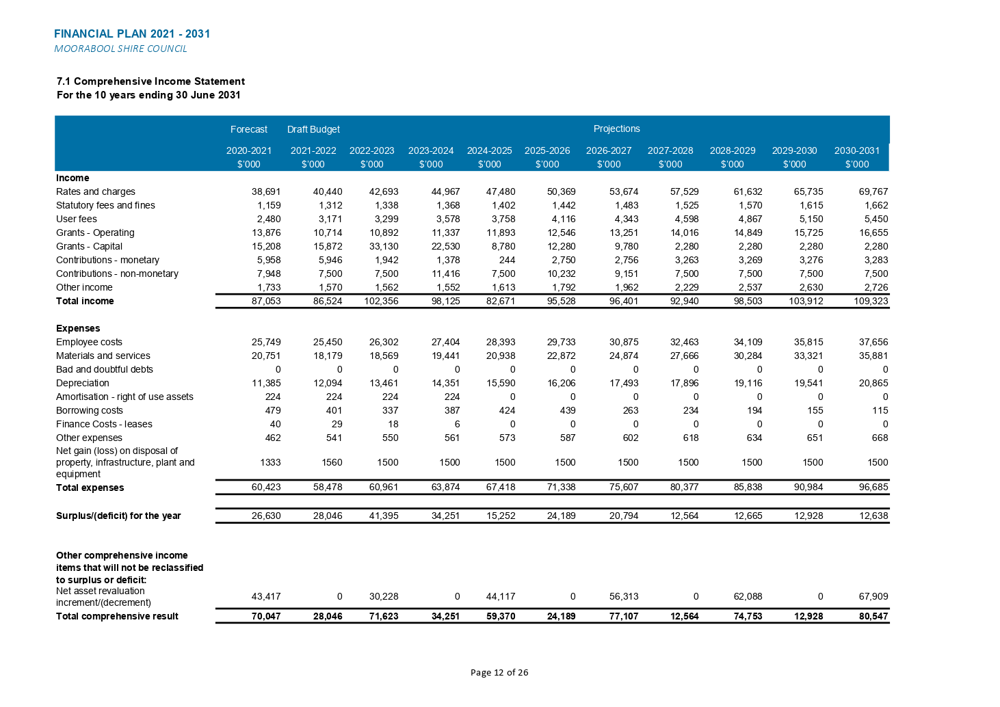 FINANCIAL PLAN 2021 - 2031
MOORABOOL SHIRE COUNCIL
7.1 Comprehensive Income Statement
For the 10 years ending 30 June 2031
Forecast Draft Budget Projections
2020-2021 2021-2022 2022-2023 2023-2024 2024-2025 2025-2026 2026-2027 2027-2028 2028-2029 2029-2030 2030-2031
$'000 $'000 $'000 $'000 $'000 $'000 $'000 $'000 $'000 $'000 $'000
Income
Rates and charges 38,691 40,440 42,693 44,967 47,480 50,369 53,674 57,529 61,632 65,735 69,767
Statutory fees and fines 1,159 1,312 1,338 1,368 1,402 1,442 1,483 1,525 1,570 1,615 1,662
User fees 2,480 3,171 3,299 3,578 3,758 4,116 4,343 4,598 4,867 5,150 5,450
Grants - Operating 13,876 10,714 10,892 11,337 11,893 12,546 13,251 14,016 14,849 15,725 16,655
Grants - Capital 15,208 15,872 33,130 22,530 8,780 12,280 9,780 2,280 2,280 2,280 2,280
Contributions - monetary 5,958 5,946 1,942 1,378 244 2,750 2,756 3,263 3,269 3,276 3,283
Contributions - non-monetary 7,948 7,500 7,500 11,416 7,500 10,232 9,151 7,500 7,500 7,500 7,500
Other income 1,733 1,570 1,562 1,552 1,613 1,792 1,962 2,229 2,537 2,630 2,726
Total income 87,053 86,524 102,356 98,125 82,671 95,528 96,401 92,940 98,503 103,912 109,323
Expenses
Employee costs 25,749 25,450 26,302 27,404 28,393 29,733 30,875 32,463 34,109 35,815 37,656
Materials and services 20,751 18,179 18,569 19,441 20,938 22,872 24,874 27,666 30,284 33,321 35,881
Bad and doubtful debts 0 0 0 0 0 0 0 0 0 0 0
Depreciation 11,385 12,094 13,461 14,351 15,590 16,206 17,493 17,896 19,116 19,541 20,865
Amortisation - right of use assets 224 224 224 224 0 0 0 0 0 0 0
Borrowing costs 479 401 337 387 424 439 263 234 194 155 115
Finance Costs - leases 40 29 18 6 0 0 0 0 0 0 0
Other expenses 462 541 550 561 573 587 602 618 634 651 668
Net gain (loss) on disposal of
property, infrastructure, plant and 1333 1560 1500 1500 1500 1500 1500 1500 1500 1500 1500
equipment
Total expenses 60,423 58,478 60,961 63,874 67,418 71,338 75,607 80,377 85,838 90,984 96,685
Surplus/(deficit) for the year 26,630 28,046 41,395 34,251 15,252 24,189 20,794 12,564 12,665 12,928 12,638
Other comprehensive income
items that will not be reclassified
to surplus or deficit:
Net asset revaluation
increment/(decrement) 43,417 0 30,228 0 44,117 0 56,313 0 62,088 0 67,909
Total comprehensive result 70,047 28,046 71,623 34,251 59,370 24,189 77,107 12,564 74,753 12,928 80,547
Page 12 of 26